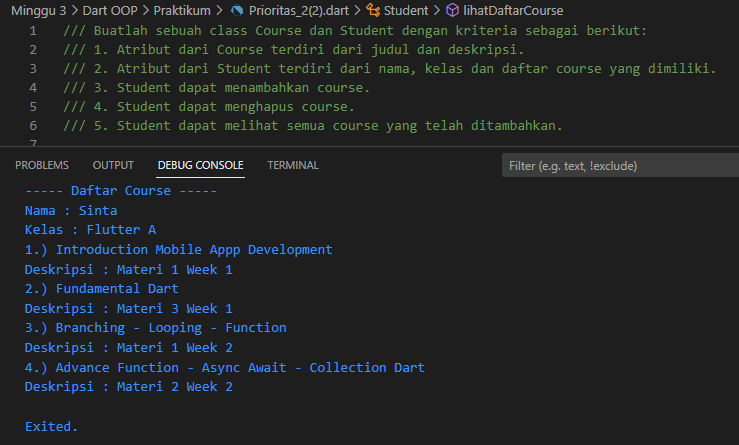 Minggu 3 > Dart OOP > Praktikum > Prioritas_2(2).dart > Student > lihatDaftarCourse
1 /// Buatlah sebuah class Course dan Student dengan kriteria sebagai berikut:
2 /// 1. Atribut dari Course terdiri dari judul dan deskripsi.
3 /// 2. Atribut dari Student terdiri dari nama, kelas dan daftar course yang dimiliki.
4 /// 3. Student dapat menambahkan course.
5 /// 4. Student dapat menghapus course.
6 /// 5. Student dapat melihat semua course yang telah ditambahkan.
7
PROBLEMS OUTPUT DEBUG CONSOLE TERMINAL Filter (e.g. text, !exclude)
----- Daftar Course -----
Nama : Sinta
Kelas : Flutter A
1.) Introduction Mobile Appp Development
Deskripsi : Materi 1 Week 1
2.) Fundamental Dart
Deskripsi : Materi 3 Week 1
3.) Branching - Looping - Function
Deskripsi : Materi 1 Week 2
4.) Advance Function - Async Await - Collection Dart
Deskripsi : Materi 2 Week 2
Exited.